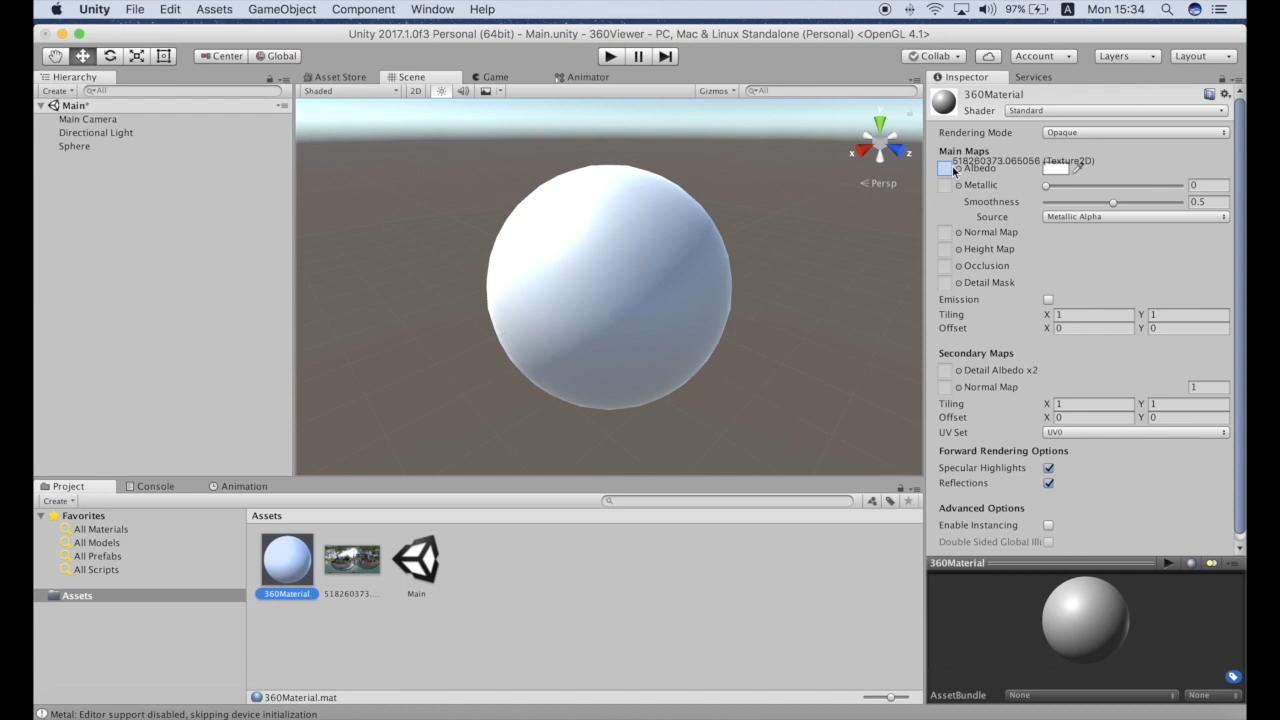 Unity File Edit Assets GameObject Component Window Help 97% A Mon 15:34
Unity 2017.1.0f3 Personal (64bit) - Main.unity - 360Viewer - PC, Mac & Linux Standalone (Personal) <OpenGL 4.1>
Center Global Collab Account Layers Layout
Hierarchy Asset Store Scene Game Animator Inspector Services
Create All Shaded 2D Gizmos All
Main*
Main Camera
Directional Light
Sphere
y
x z
Persp
360Material
Shader Standard
Rendering Mode Opaque
Main Maps
518260373.065056 (Texture2D)
Albedo
Metallic 0
Smoothness 0.5
Source Metallic Alpha
Normal Map
Height Map
Occlusion
Detail Mask
Emission
Tiling X 1 Y 1
Offset X 0 Y 0
Secondary Maps
Detail Albedo x2
Normal Map 1
Tiling X 1 Y 1
Offset X 0 Y 0
UV Set UV0
Forward Rendering Options
Specular Highlights
Reflections
Advanced Options
Enable Instancing
Double Sided Global Illu
360Material
AssetBundle None None
Project Console Animation
Create
Favorites
All Materials
All Models
All Prefabs
All Scripts
Assets
Assets
360Material 518260373.... Main
360Material.mat
Metal: Editor support disabled, skipping device initialization